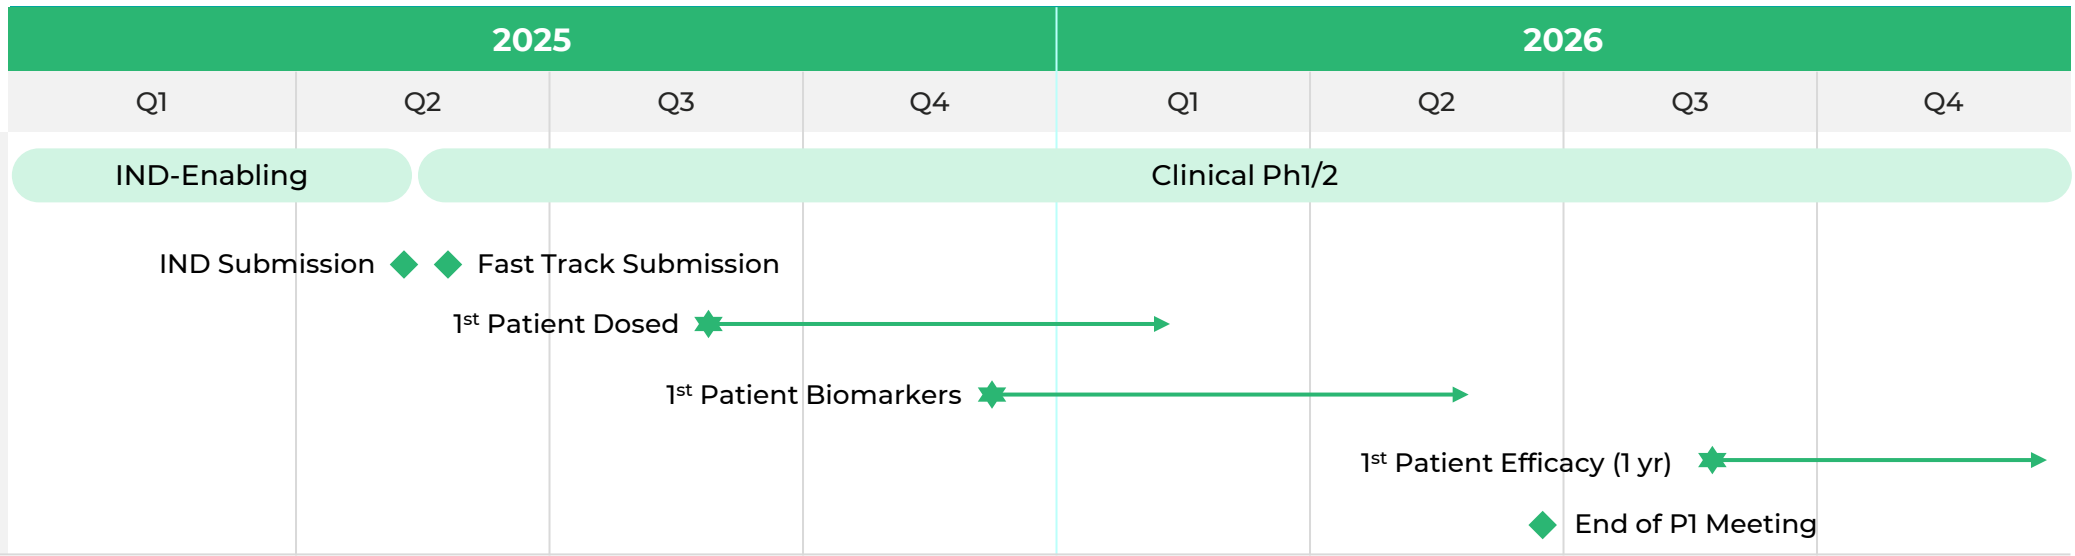 2025 2026
Q1 Q2 Q3 Q4 Q1 Q2 Q3 Q4
IND-Enabling Clinical Ph1/2
IND Submission Fast Track Submission
1st Patient Dosed
1st Patient Biomarkers
1st Patient Efficacy (1 yr)
End of P1 Meeting